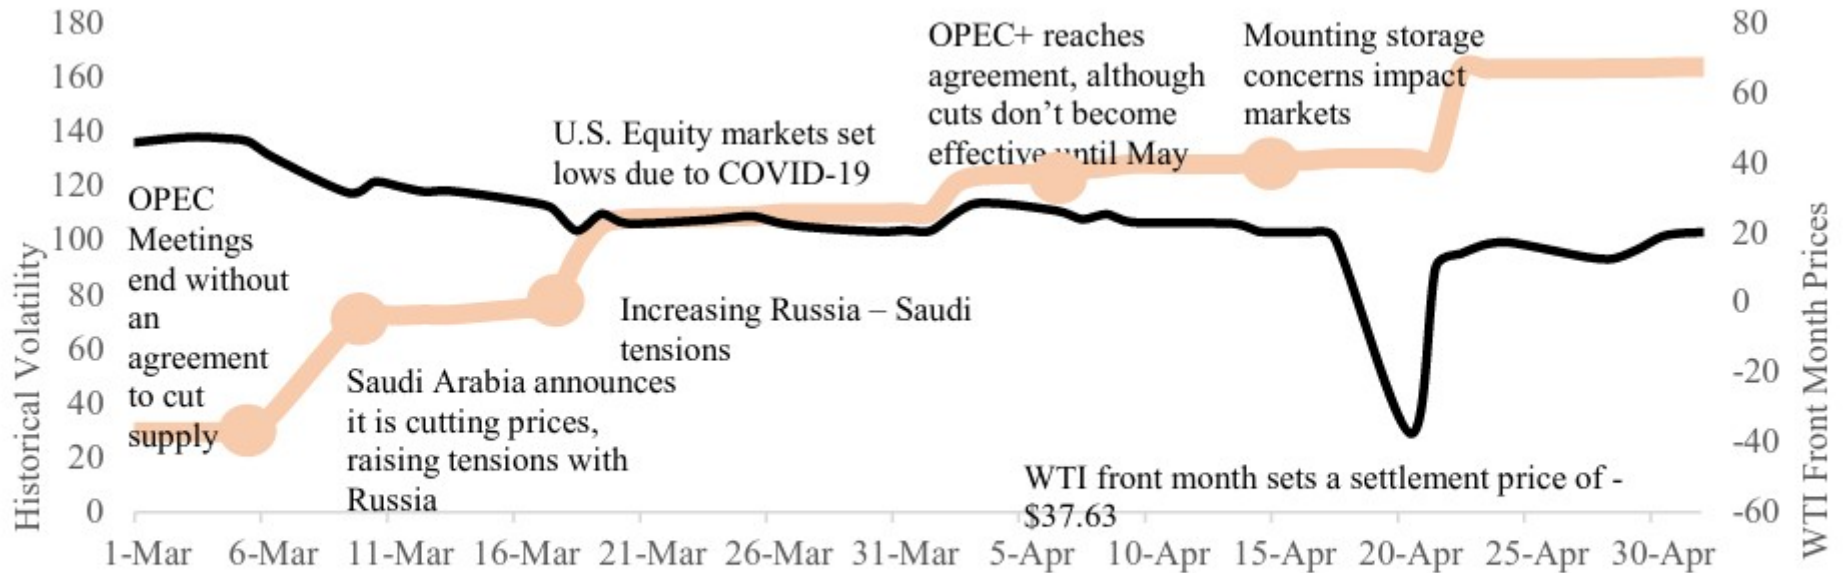 180
160
140
120
100
80
60
40
20
0
Historical Volatility
OPEC
Meetings
end without
an
agreement
to cut
supply
Saudi Arabia announces
it is cutting prices,
raising tensions with
Russia
U.S. Equity markets set
lows due to COVID-19
Increasing Russia – Saudi
tensions
OPEC+ reaches
agreement, although
cuts don't become
effective until May
Mounting storage
concerns impact
markets
WTI front month sets a settlement price of -
$37.63
80
60
40
20
0
-20
-40
-60
WTI Front Month Prices
1-Mar 6-Mar 11-Mar 16-Mar 21-Mar 26-Mar 31-Mar 5-Apr 10-Apr 15-Apr 20-Apr 25-Apr 30-Apr